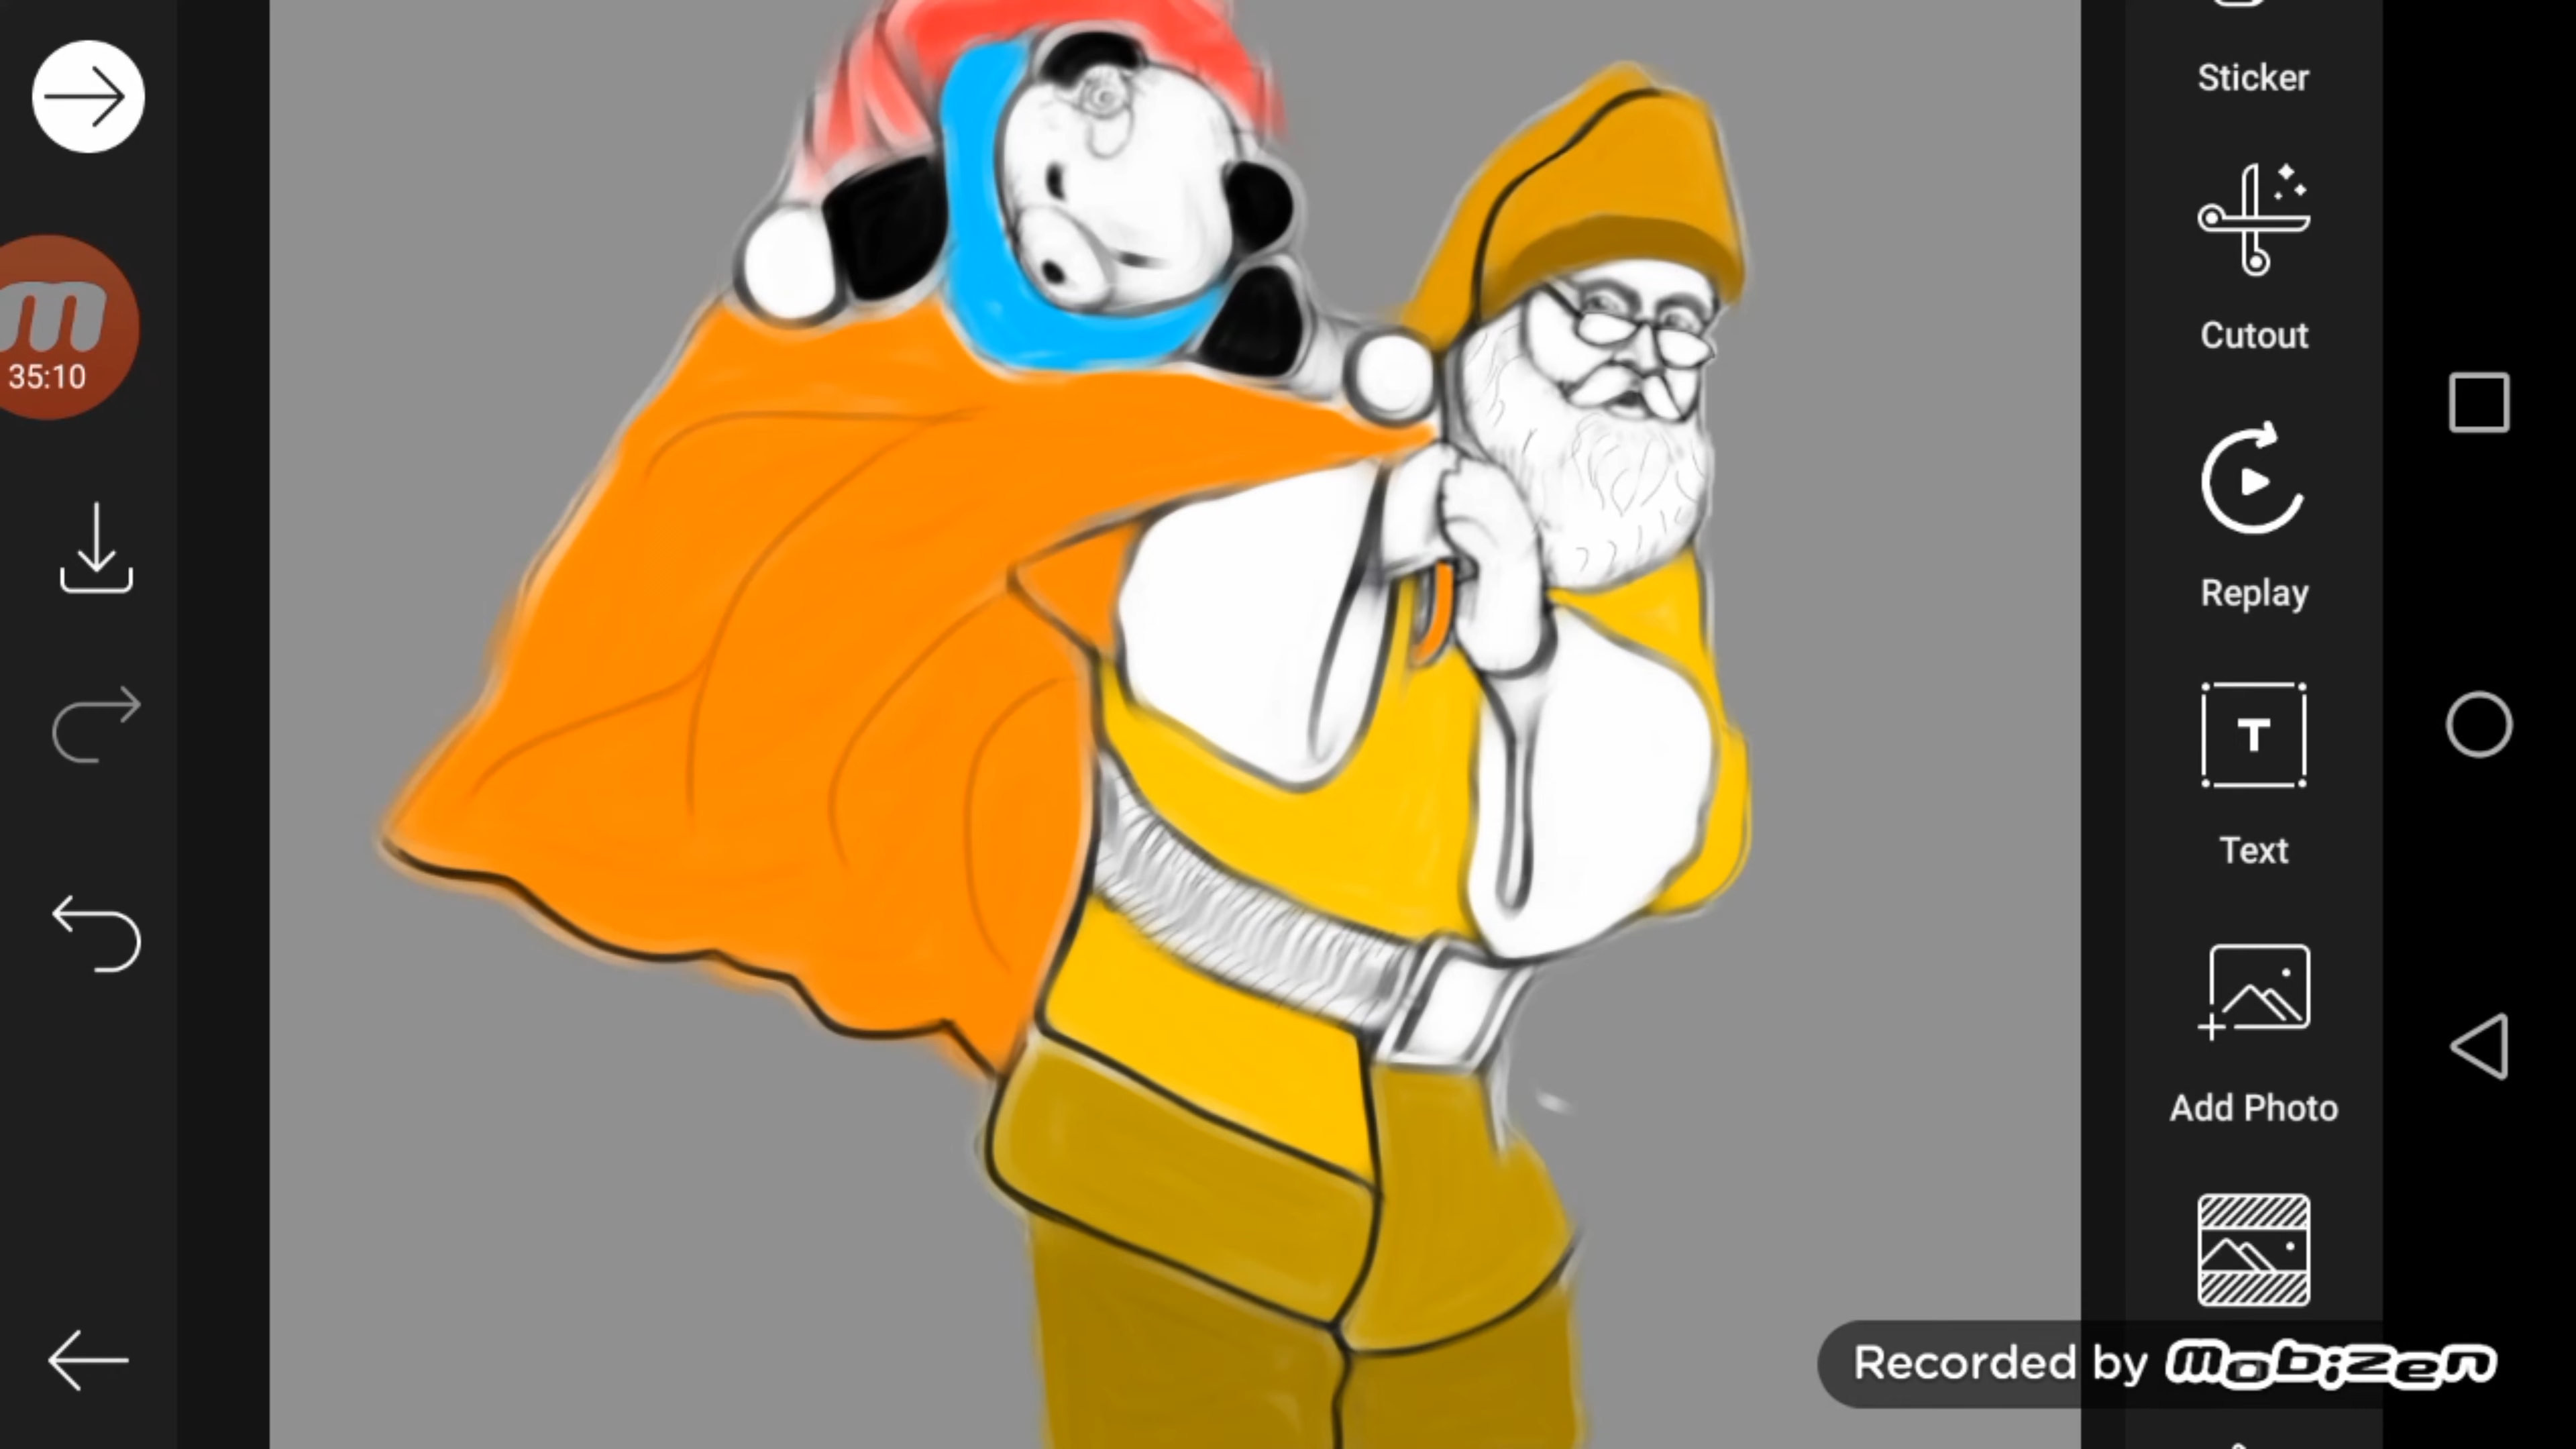 Sticker
m
35:10
Cutout
Replay
T
Text
Add Photo
Recorded by mobizen